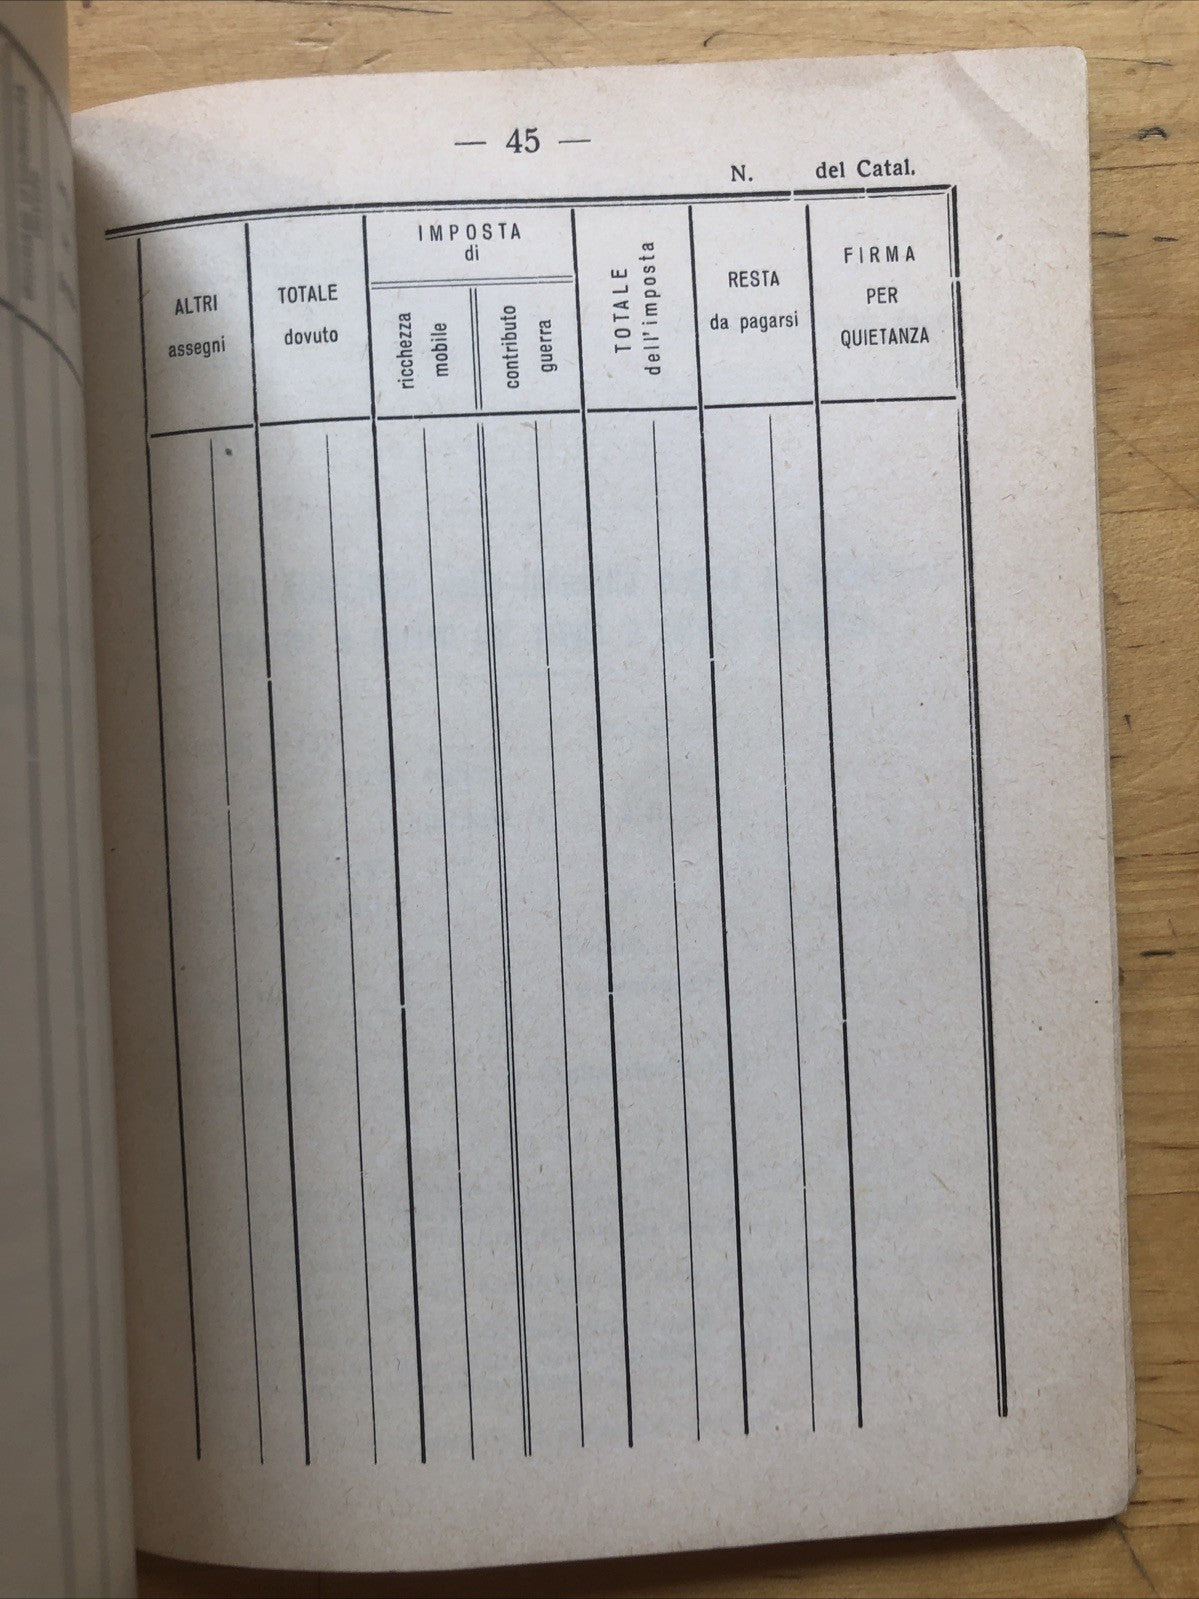 — 45 —
N. del Catal.
ALTRI
assegni
TOTALE
dovuto
IMPOSTA
di
ricchezza
mobile
contributo
guerra
TOTALE
dell'imposta
RESTA
da pagarsi
FIRMA
PER
QUIETANZA